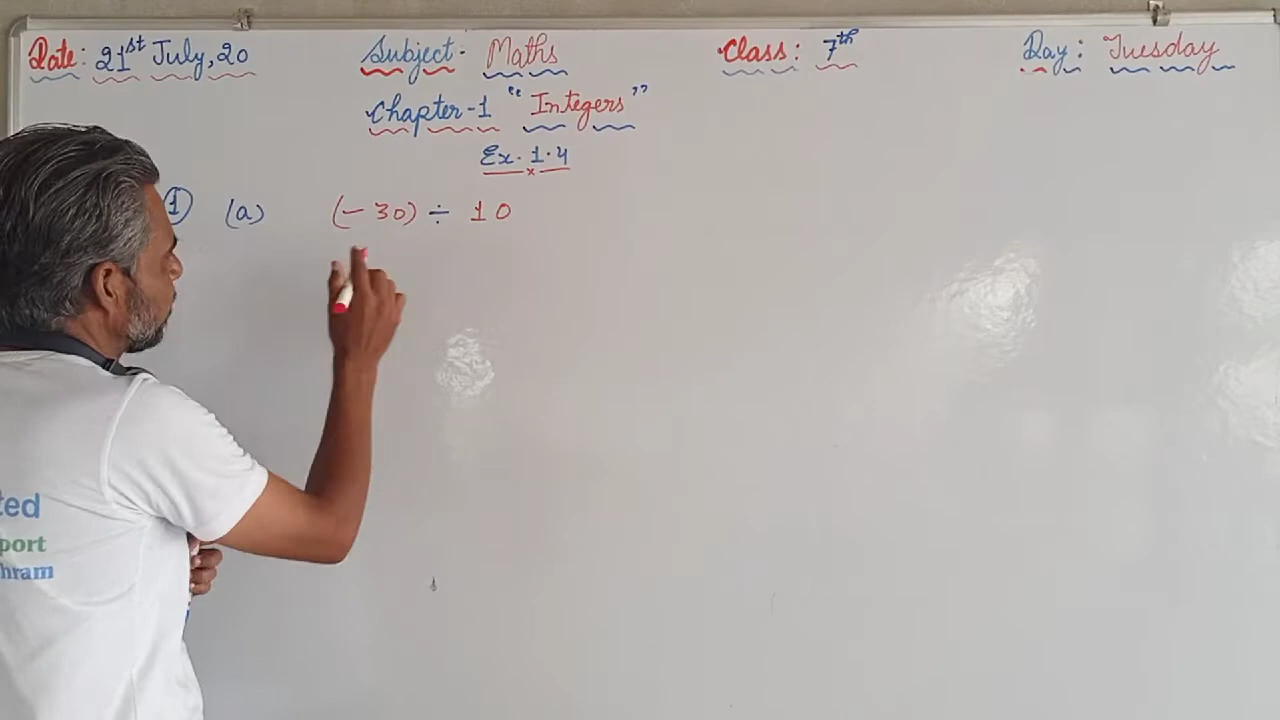 Date: 21st July, 20 Subject- Maths Class: 7th Day: Tuesday
Chapter-1 "Integers"
Ex. 1.4
1 (a) (-30) ÷ 10
ted
port
hram